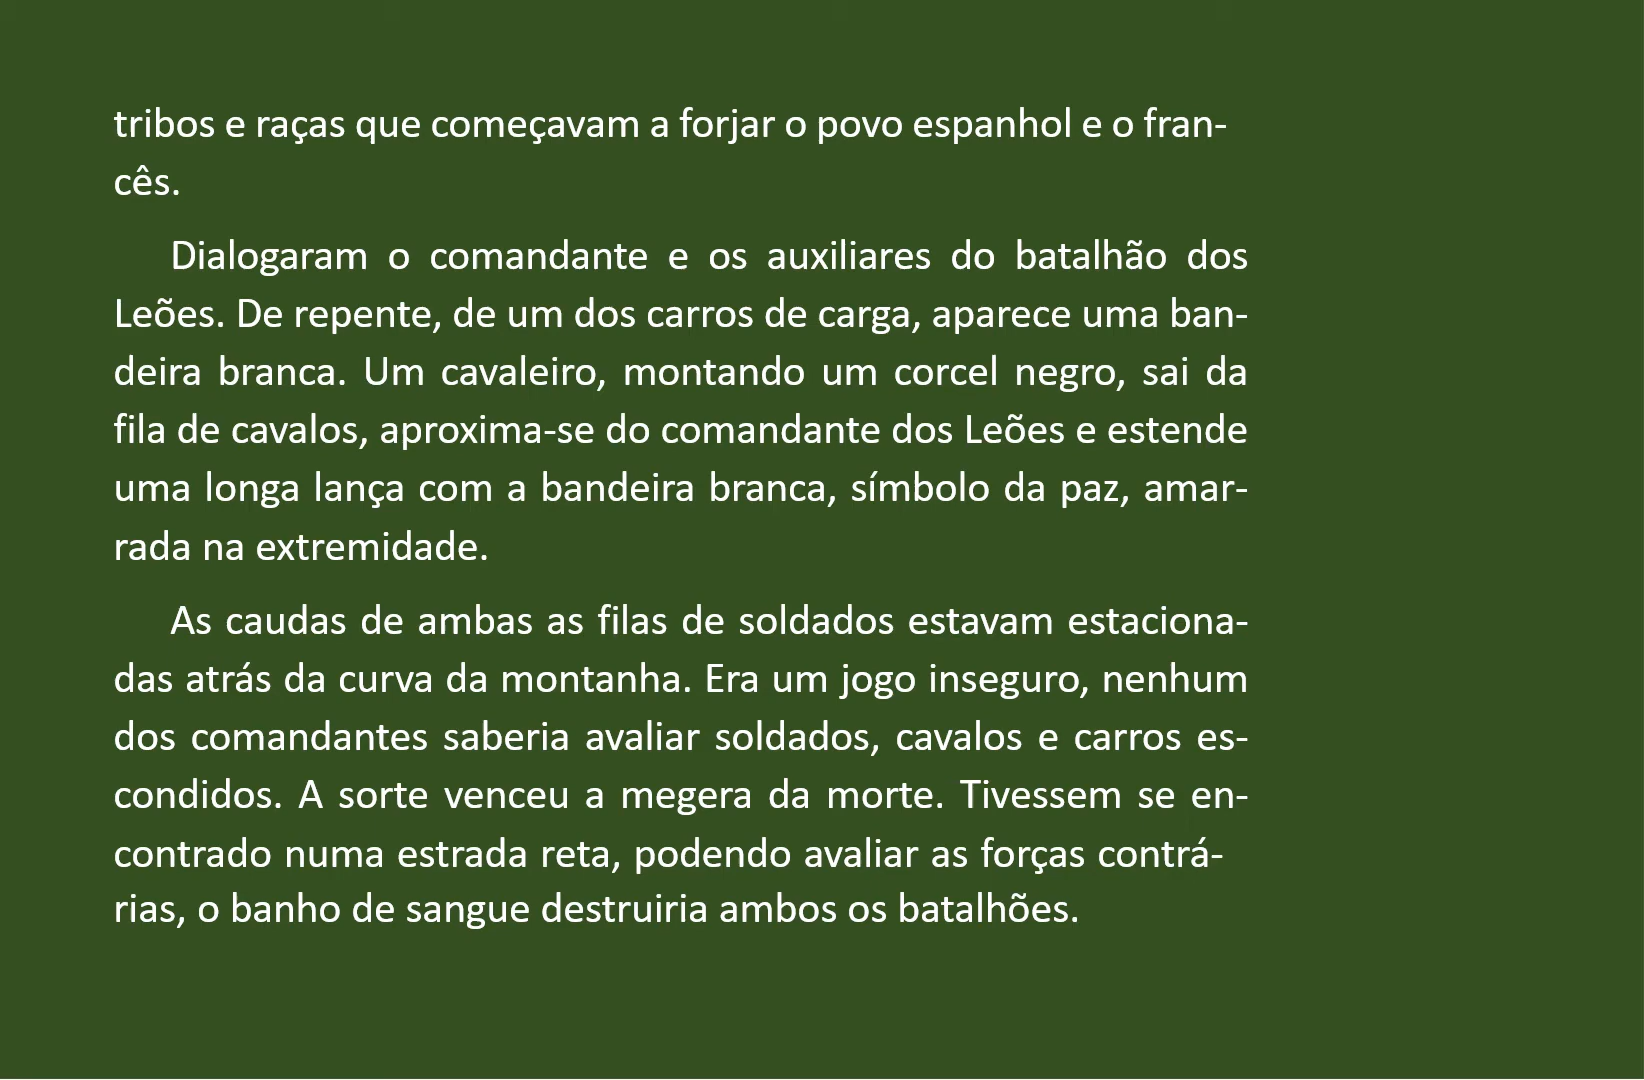 tribos e raças que começavam a forjar o povo espanhol e o fran-
cês.
Dialogaram o comandante e os auxiliares do batalhão dos
Leões. De repente, de um dos carros de carga, aparece uma ban-
deira branca. Um cavaleiro, montando um corcel negro, sai da
fila de cavalos, aproxima-se do comandante dos Leões e estende
uma longa lança com a bandeira branca, símbolo da paz, amar-
rada na extremidade.
As caudas de ambas as filas de soldados estavam estaciona-
das atrás da curva da montanha. Era um jogo inseguro, nenhum
dos comandantes saberia avaliar soldados, cavalos e carros es-
condidos. A sorte venceu a megera da morte. Tivessem se en-
contrado numa estrada reta, podendo avaliar as forças contrá-
rias, o banho de sangue destruiria ambos os batalhões.